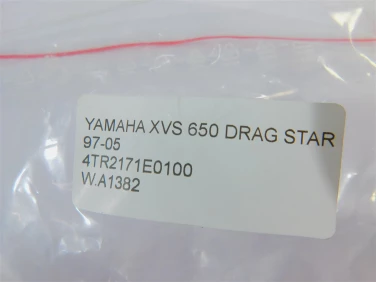 YAMAHA XVS 650 DRAG STAR
97-05
4TR2171E0100
W.A1382